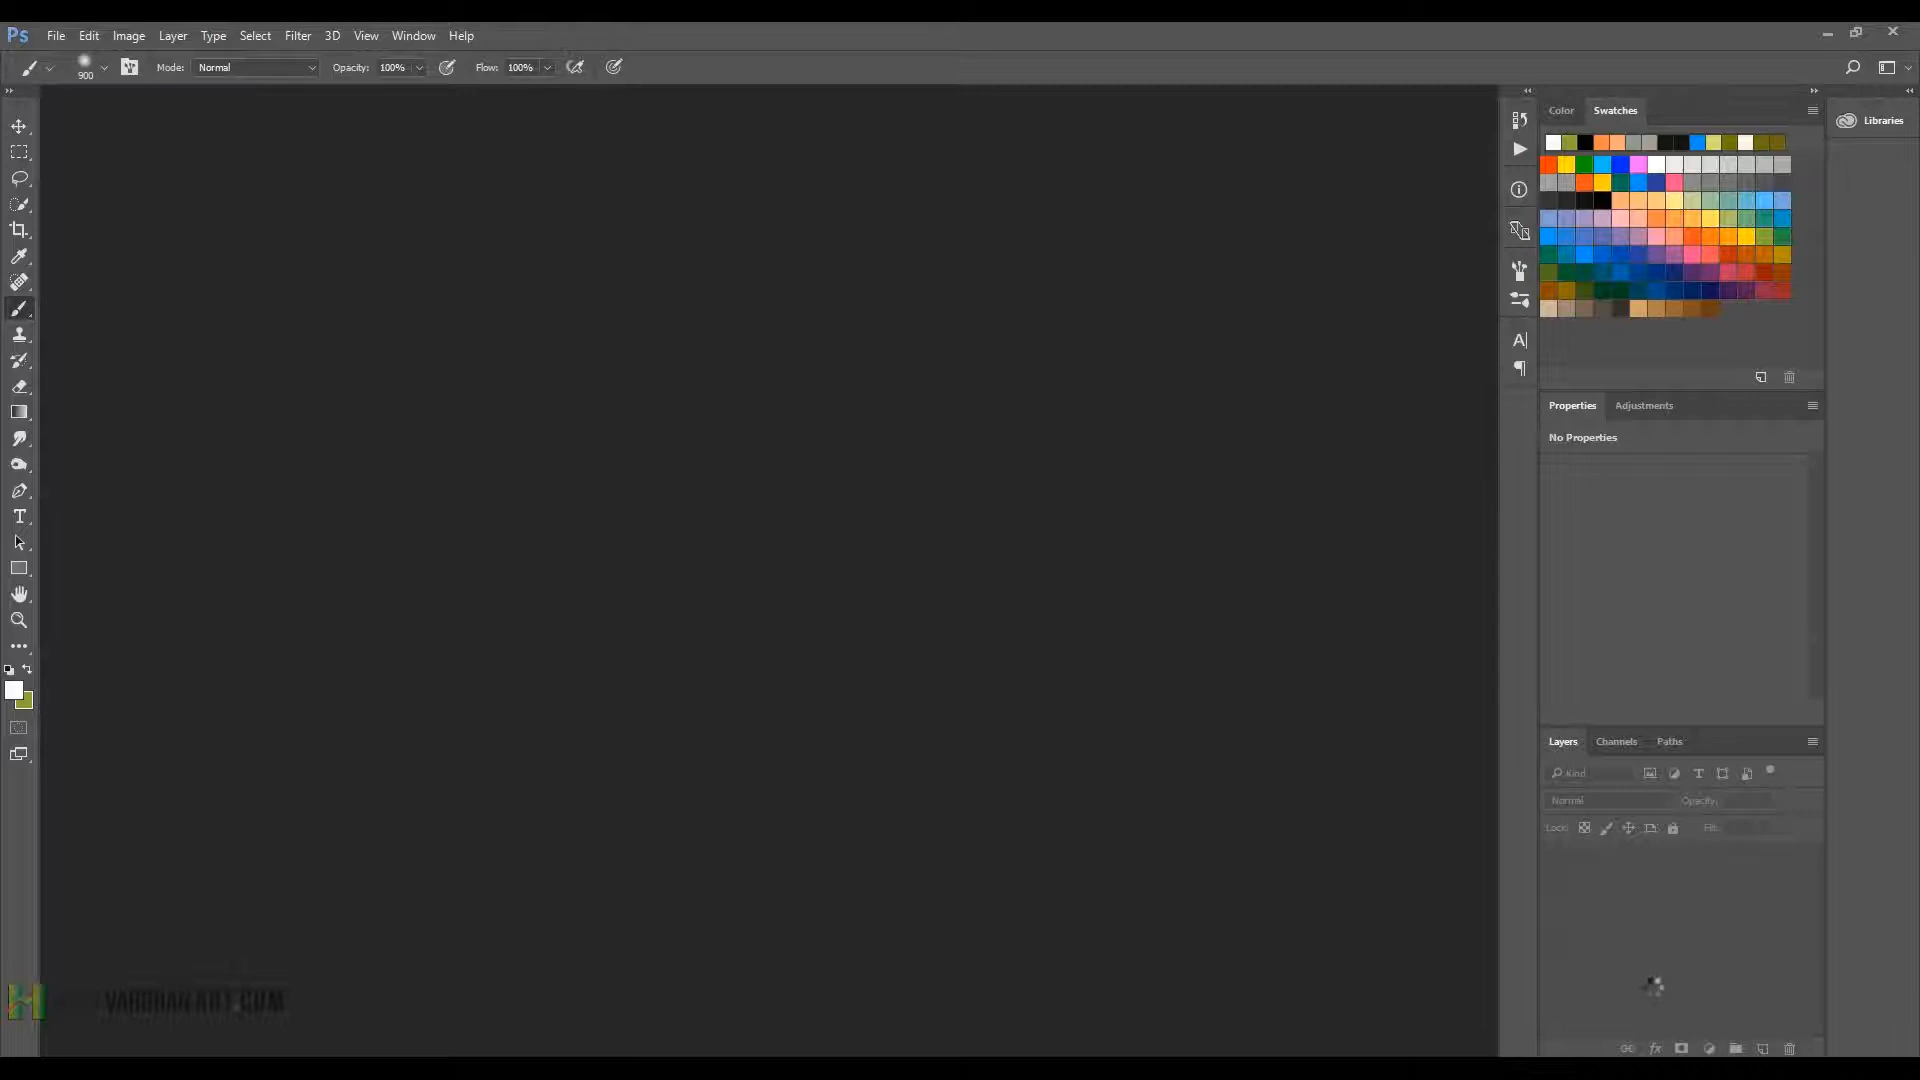 Ps File Edit Image Layer Type Select Filter 3D View Window Help
900 Mode: Normal Opacity: 100% Flow: 100%
Color Swatches
Libraries
Properties Adjustments
No Properties
Layers Channels Paths
Kind
Normal Opacity:
Lock: Fill: